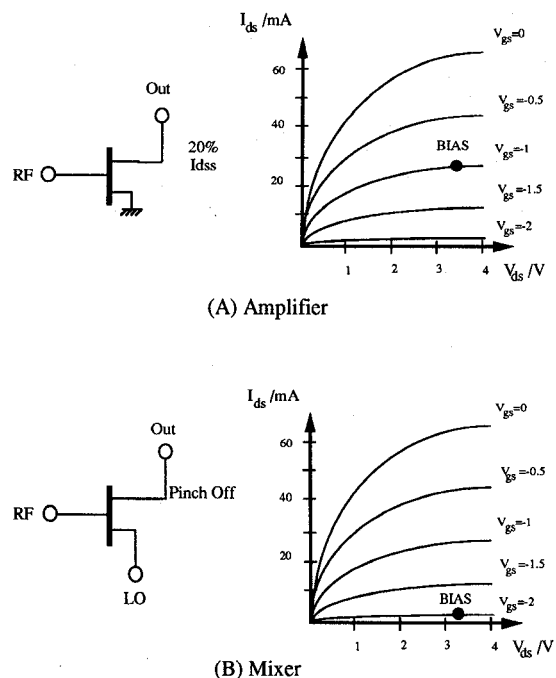 I_ds /mA
V_gs=0
60
Out
V_gs=-0.5
40
20%
Idss
BIAS
V_gs=-1
RF
20
V_gs=-1.5
V_gs=-2
1 2 3 4 V_ds /V
(A) Amplifier
I_ds /mA
V_gs=0
60
Out
V_gs=-0.5
Pinch Off
40
RF
V_gs=-1
20
V_gs=-1.5
LO
BIAS
V_gs=-2
1 2 3 4 V_ds /V
(B) Mixer